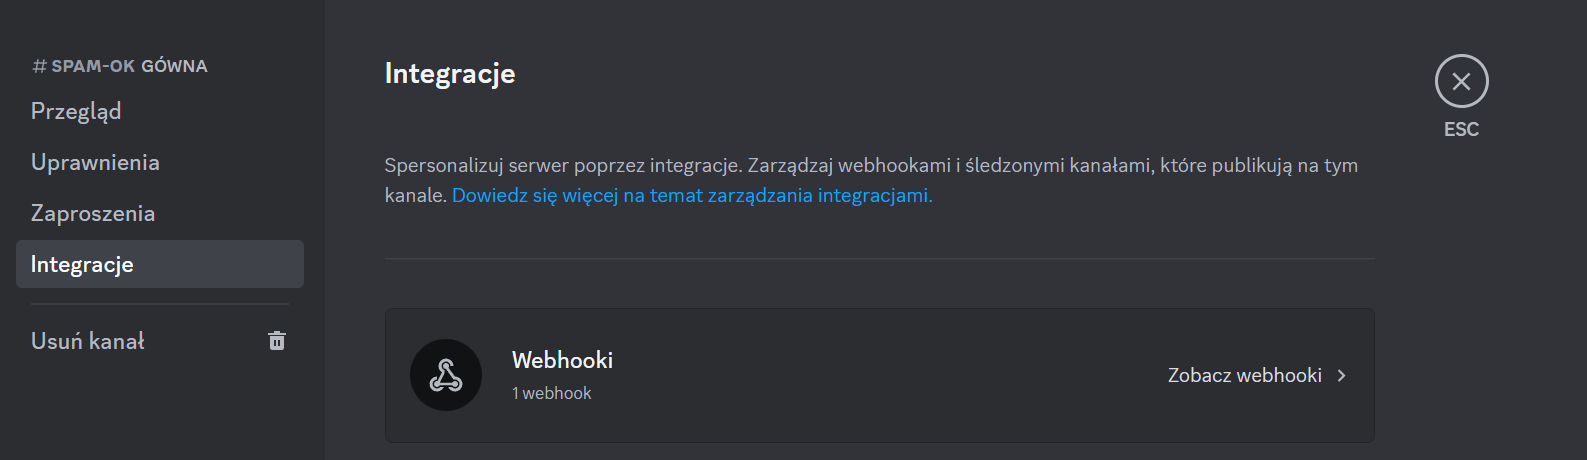 # SPAM-OK GÓWNA
Przegląd
Uprawnienia
Zaproszenia
Integracje
Usuń kanał
Integracje
Spersonalizuj serwer poprzez integracje. Zarządzaj webhookami i śledzonymi kanałami, które publikują na tym
kanale. Dowiedz się więcej na temat zarządzania integracjami.
Webhooki
1 webhook
Zobacz webhooki
ESC